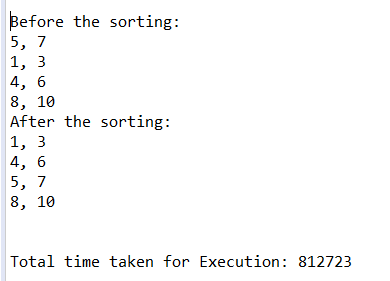 Before the sorting:
5, 7
1, 3
4, 6
8, 10
After the sorting:
1, 3
4, 6
5, 7
8, 10
Total time taken for Execution: 812723